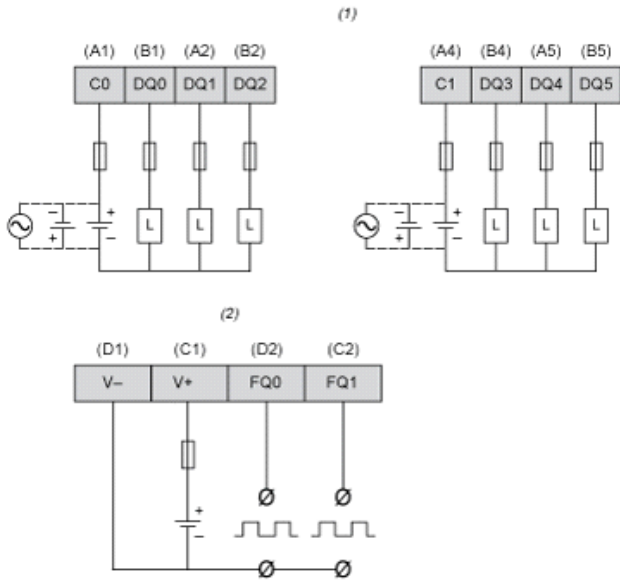 (1)
(A1) (B1) (A2) (B2)
C0 DQ0 DQ1 DQ2
− + + −
L L L
(A4) (B4) (A5) (B5)
C1 DQ3 DQ4 DQ5
− + + −
L L L
(2)
(D1) (C1) (D2) (C2)
V− V+ FQ0 FQ1
+
−